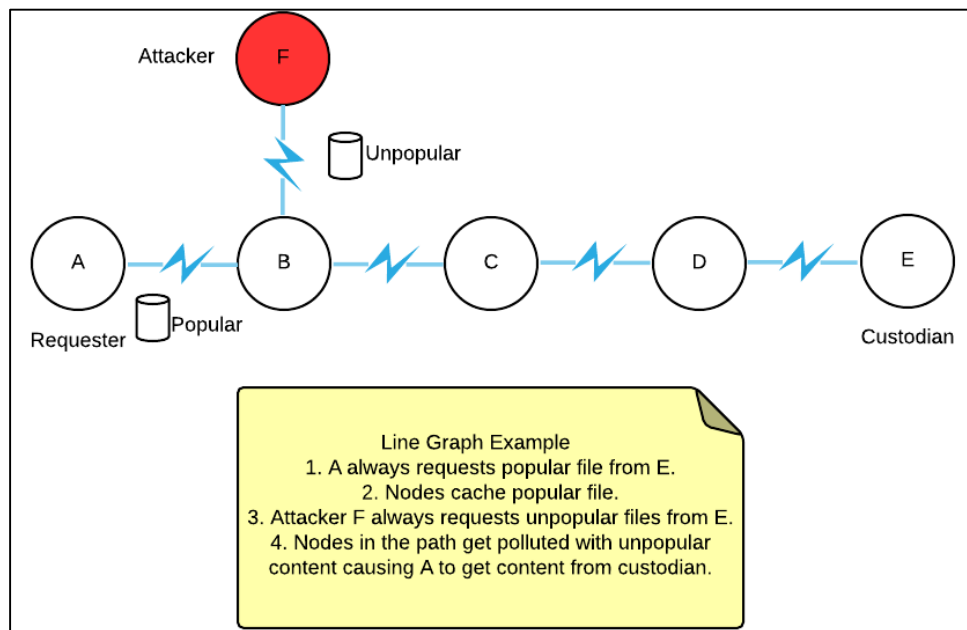 Attacker
F
Unpopular
A
B
C
D
E
Popular
Requester
Custodian
Line Graph Example
1. A always requests popular file from E.
2. Nodes cache popular file.
3. Attacker F always requests unpopular files from E.
4. Nodes in the path get polluted with unpopular
content causing A to get content from custodian.